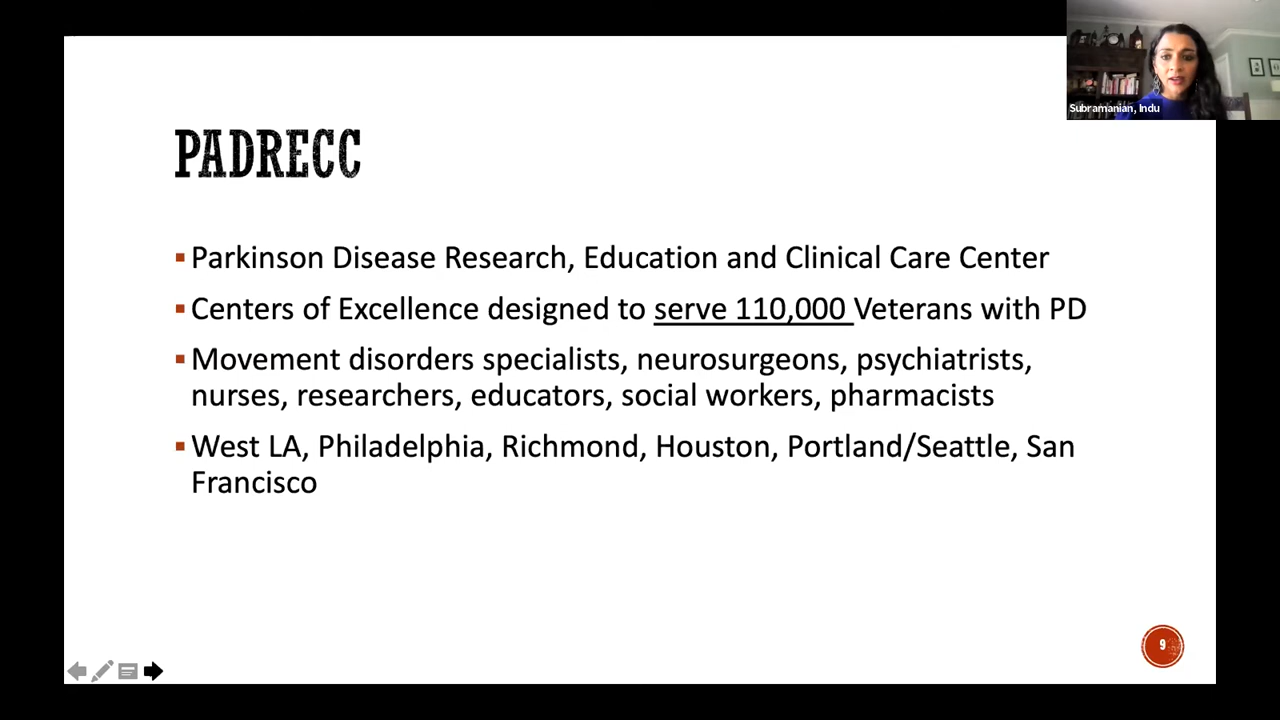 Subramanian, Indu
PADRECC
▪Parkinson Disease Research, Education and Clinical Care Center
▪Centers of Excellence designed to serve 110,000 Veterans with PD
▪Movement disorders specialists, neurosurgeons, psychiatrists,
nurses, researchers, educators, social workers, pharmacists
▪West LA, Philadelphia, Richmond, Houston, Portland/Seattle, San
Francisco
9